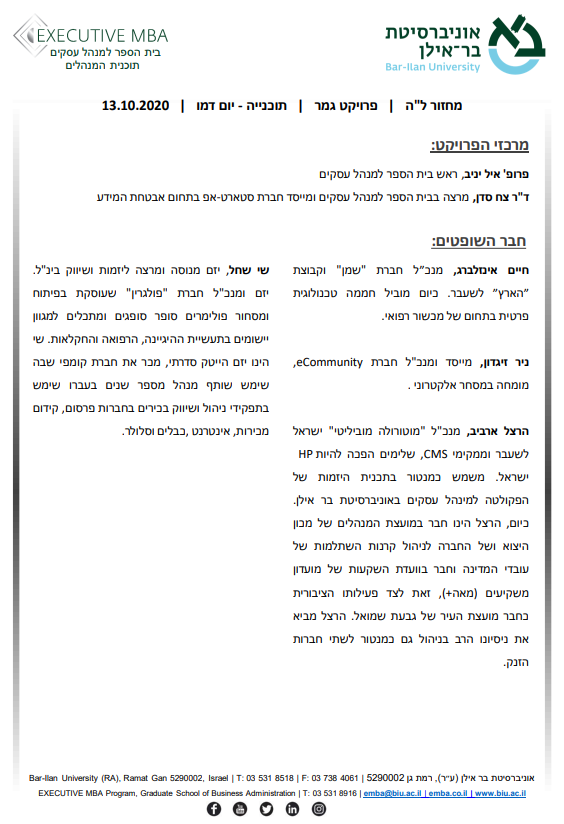 EXECUTIVE MBA
בית הספר למנהל עסקים
תוכנית המנהלים
אוניברסיטת
בר-אילן
Bar-Ilan University
מחזור ל"ה | פרויקט גמר | תוכנייה - יום דמו | 13.10.2020
מרכזי הפרויקט:
פרופ' איל יניב, ראש בית הספר למנהל עסקים
ד"ר צח סדן, מרצה בבית הספר למנהל עסקים ומייסד חברת סטארט-אפ בתחום אבטחת המידע
חבר השופטים:
חיים אינזלברג, מנכ"ל חברת "שמן" וקבוצת
"הארץ" לשעבר. כיום מוביל חממה טכנולוגית
פרטית בתחום של מכשור רפואי.
ניר זיגדון, מייסד ומנכ"ל חברת eCommunity,
מומחה במסחר אלקטרוני .
הרצל ארביב, מנכ"ל "מוטורולה מוביליטי" ישראל
לשעבר וממקימי CMS, שלימים הפכה להיות HP
ישראל. משמש כמנטור בתכנית היזמות של
הפקולטה למינהל עסקים באוניברסיטת בר אילן.
כיום, הרצל הינו חבר במועצת המנהלים של מכון
היצוא ושל החברה לניהול קרנות השתלמות של
עובדי המדינה וחבר בוועדת השקעות של מועדון
משקיעים (מאה+), זאת לצד פעילותו הציבורית
כחבר מועצת העיר של גבעת שמואל. הרצל מביא
את ניסיונו הרב בניהול גם כמנטור לשתי חברות
הזנק.
שי שחל, יזם מנוסה ומרצה ליזמות ושיווק בינ"ל.
יזם ומנכ"ל חברת "פולגרין" שעוסקת בפיתוח
ומסחור פולימרים סופר סופגים ומתכלים למגוון
יישומים בתעשיית ההיגיינה, הרפואה והחקלאות. שי
הינו יזם הייטק סדרתי, מכר את חברת קומפי שבה
שימש שותף מנהל מספר שנים בעברו שימש
בתפקידי ניהול ושיווק בכירים בחברות פרסום, קידום
מכירות, אינטרנט ,כבלים וסלולר.
אוניברסיטת בר אילן (ע"ר), רמת גן 5290002 | Bar-Ilan University (RA), Ramat Gan 5290002, Israel | T: 03 531 8518 | F: 03 738 4061
EXECUTIVE MBA Program, Graduate School of Business Administration | T: 03 531 8916 | emba@biu.ac.il | emba.co.il | www.biu.ac.il